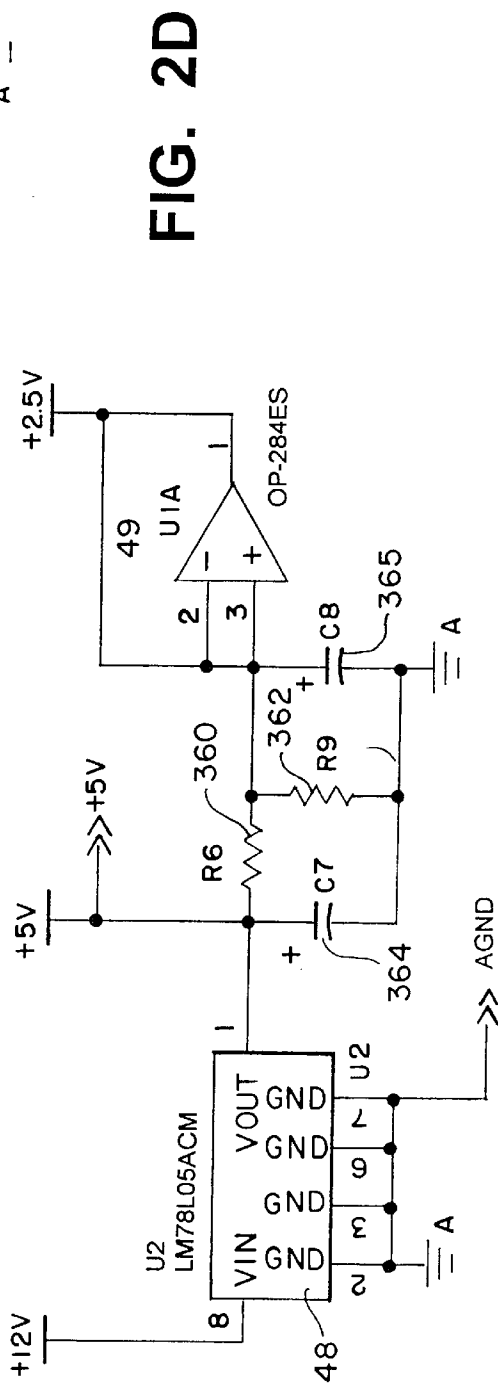 A
FIG. 2D
+12V
+5V
+5V
+2.5V
49
U1A
OP-284ES
2
3
1
−
+
U2
LM78L05ACM
8
VIN
VOUT
1
GND
GND
GND
GND
2
3
6
7
U2
48
A
AGND
R6
360
362
R9
+
C7
364
+
C8
365
A